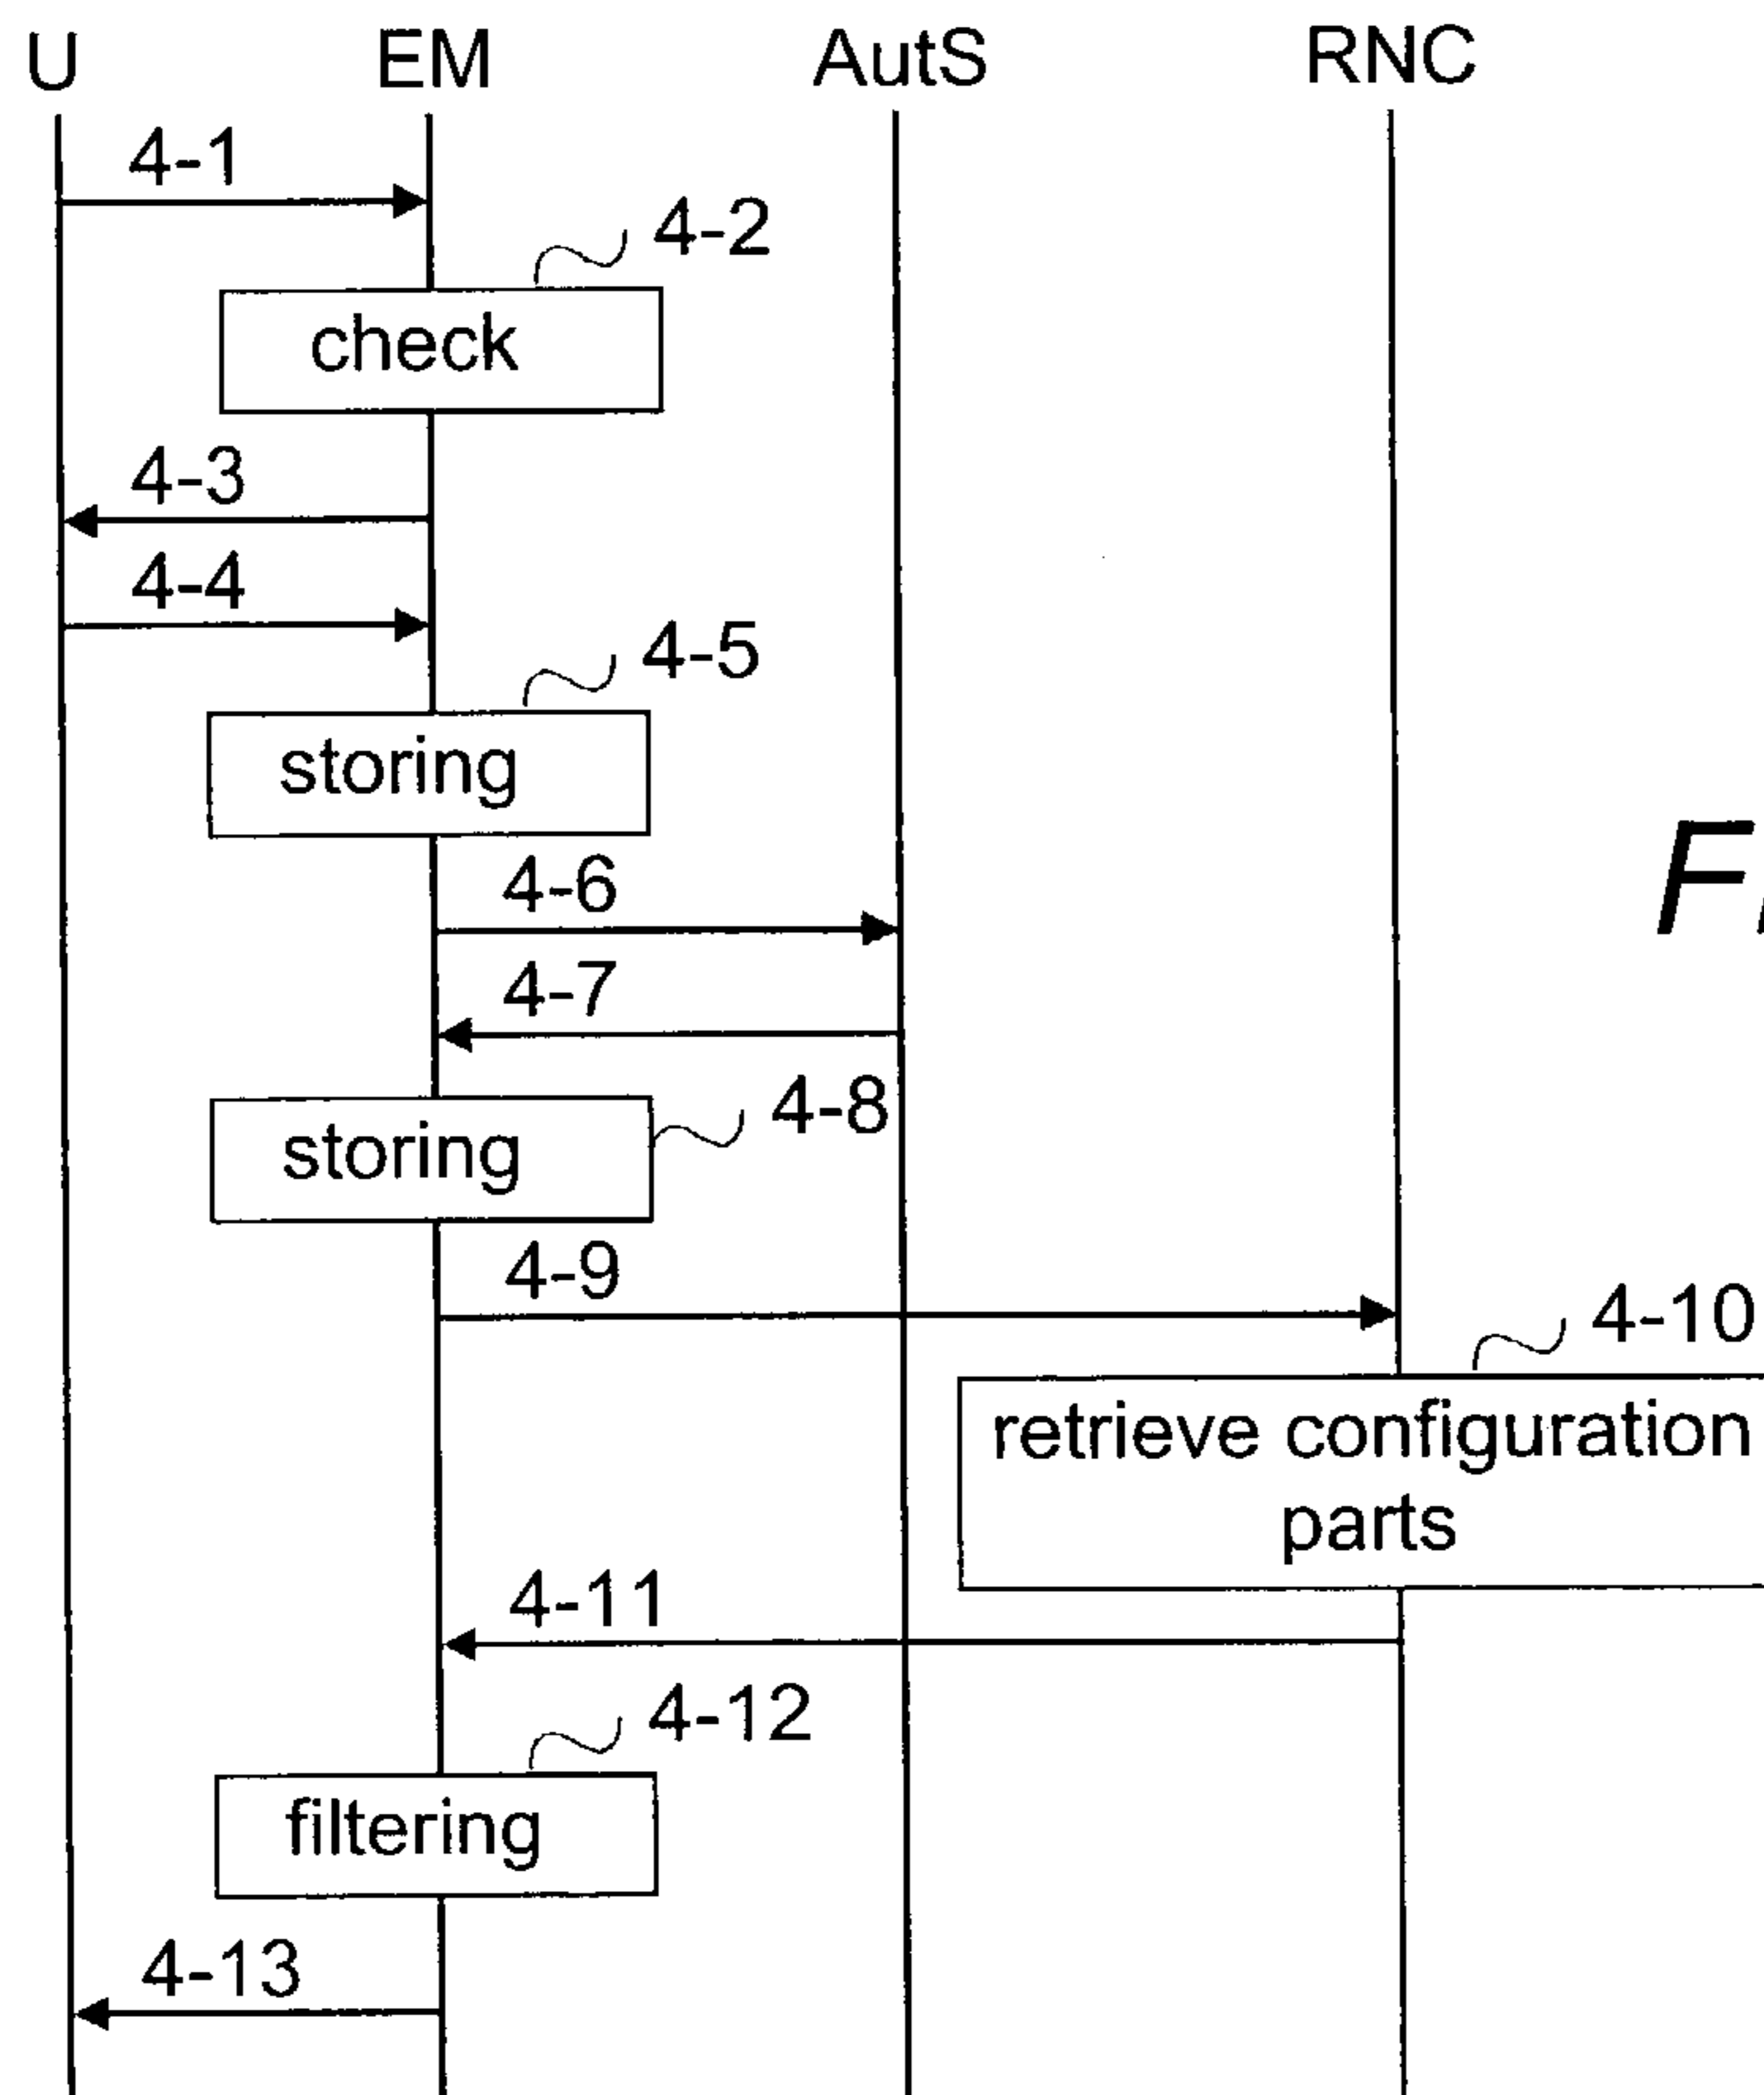 U EM AutS RNC
4-1
4-2
check
4-3
4-4
4-5
storing
4-6
4-7
4-8
storing
4-9
4-10
retrieve configuration
parts
4-11
4-12
filtering
4-13